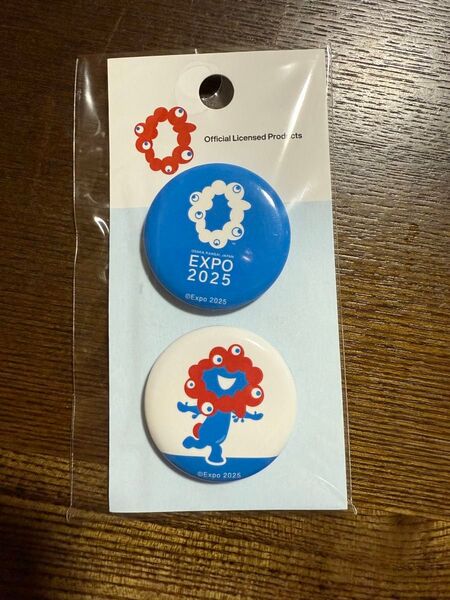 Official Licensed Products
OSAKA, KANSAI, JAPAN
EXPO
2025
©Expo 2025
©Expo 2025